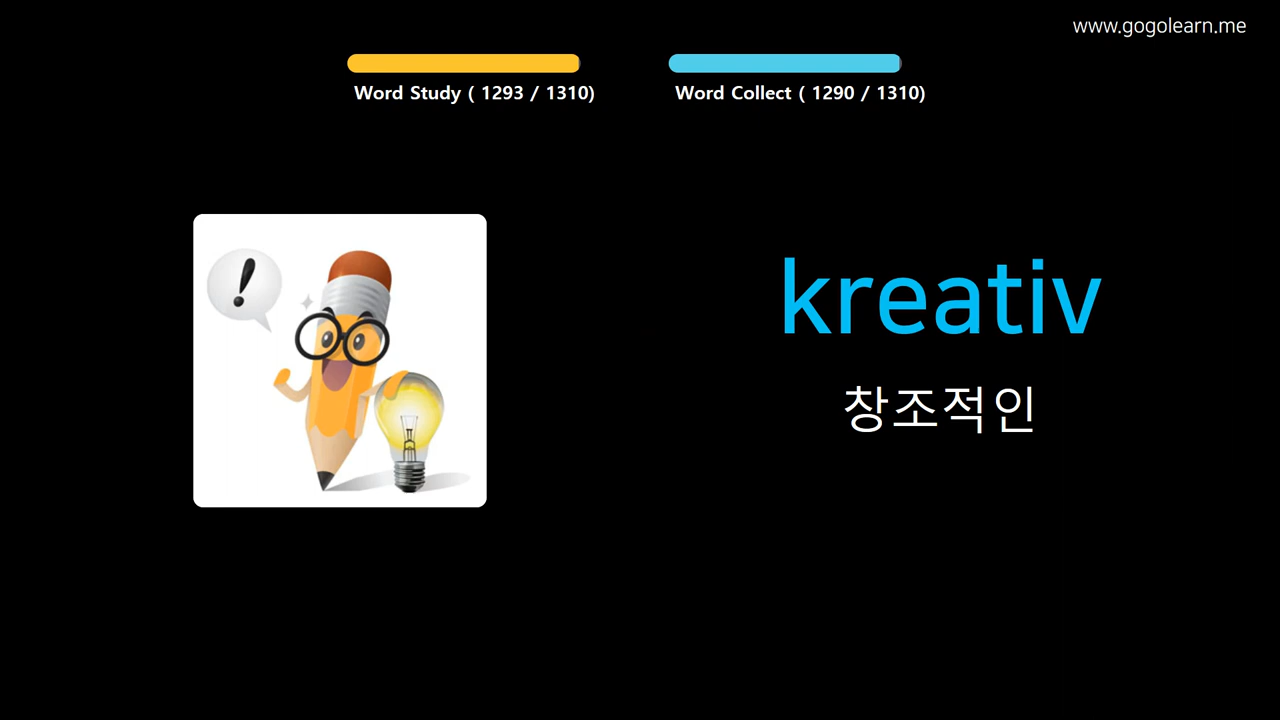 www.gogolearn.me
Word Study ( 1293 / 1310)
Word Collect ( 1290 / 1310)
!
kreativ
창조적인